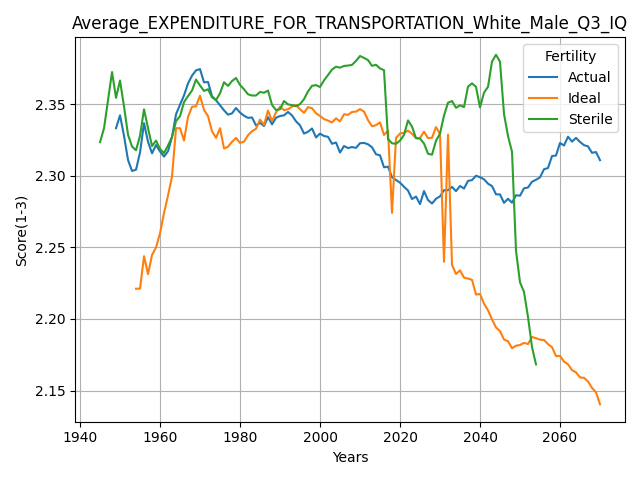 Average_EXPENDITURE_FOR_TRANSPORTATION_White_Male_Q3_IQ
Fertility
Actual
Ideal
Sterile
Score(1-3)
2.35
2.30
2.25
2.20
2.15
1940 1960 1980 2000 2020 2040 2060
Years